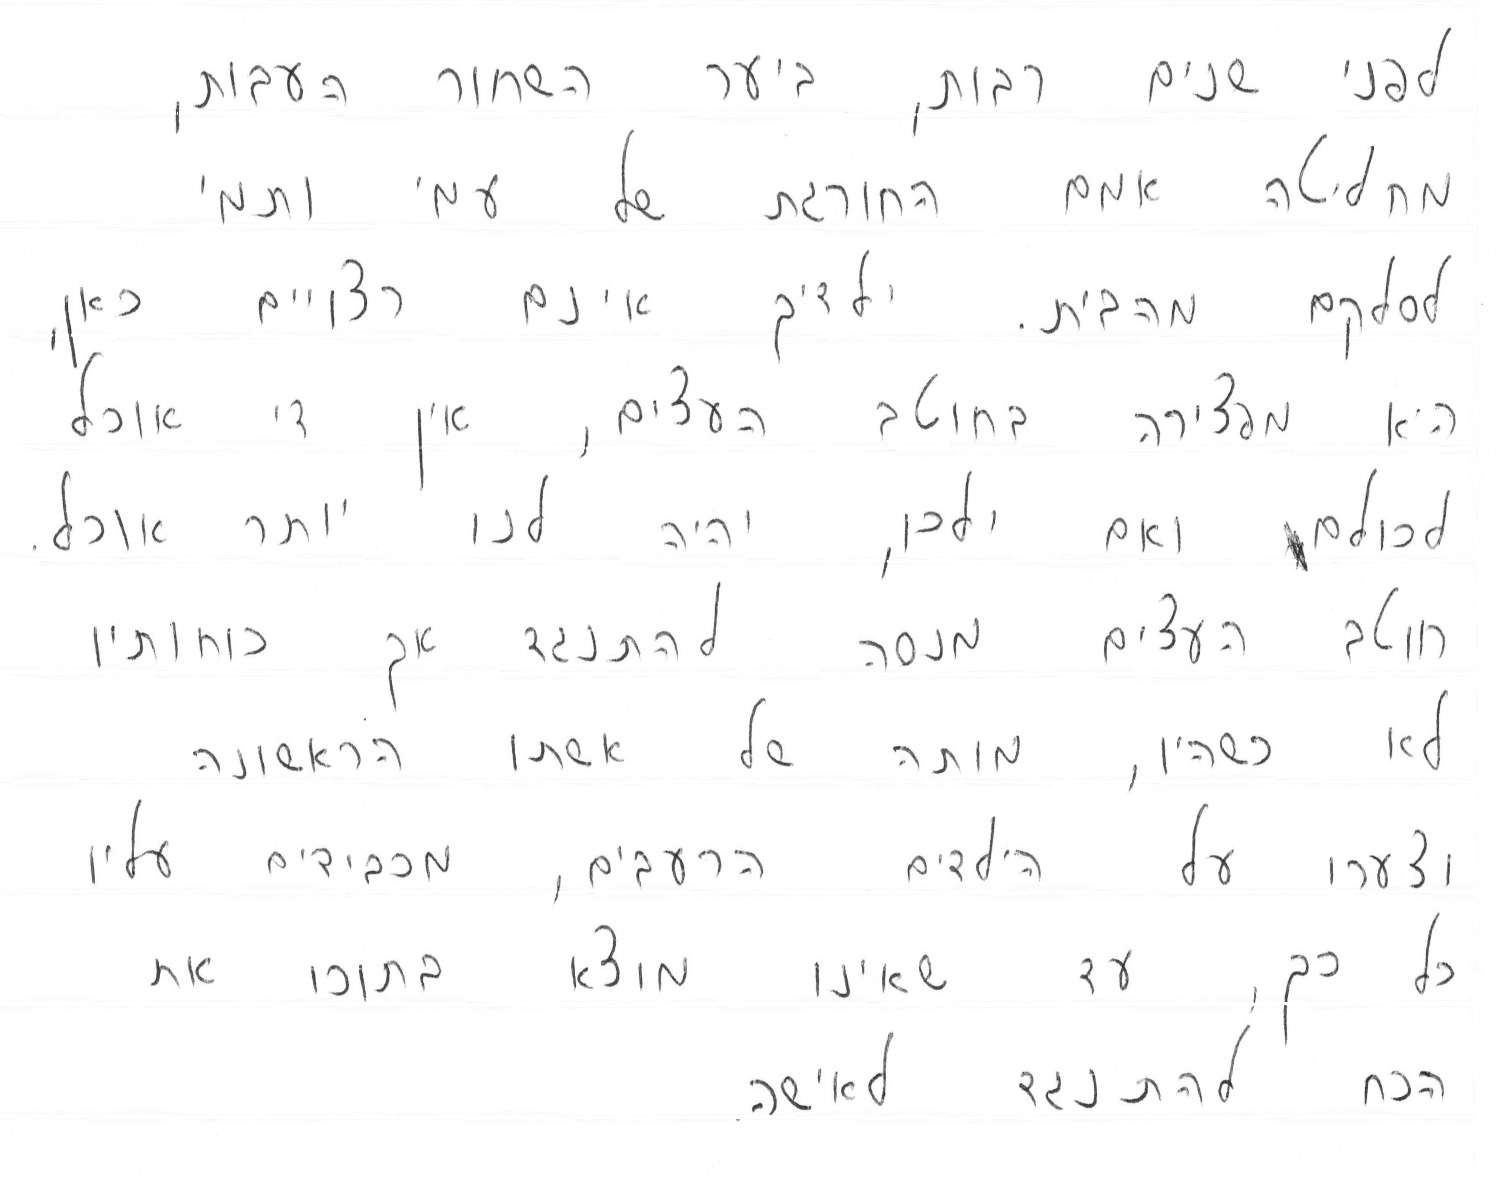 לפני שנים רבות, ביער השחור העבות,
מחליטה אמם החורגת של עמי ותמי
לסלקם מהבית. ילדיך אינם רצויים כאן,
היא מפצירה בחוטב העצים, אין די אוכל
לכולם ואם ילכו, יהיה לנו יותר אוכל.
חוטב העצים מנסה להתנגד אך כוחותיו
לא כשהיו, מותה של אשתו הראשונה
וצערו על הילדים הרעבים, מכבידים עליו
כל כך, עד שאינו מוצא בתוכו את
הכח להתנגד לאישה.